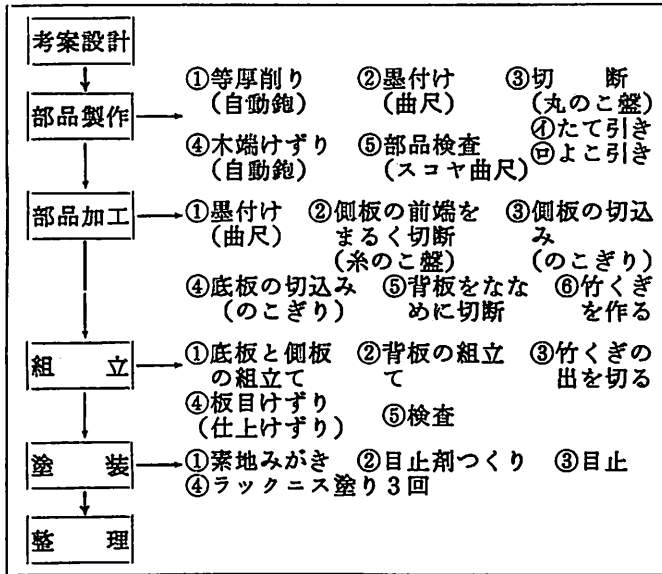 考案設計
部品製作
①等厚削り ②墨付け ③切 断
(自動鉋) (曲尺) (丸のこ盤)
㋑たて引き
④木端けずり ⑤部品検査 ㋺よこ引き
(自動鉋) (スコヤ曲尺)
部品加工
①墨付け ②側板の前端を ③側板の切込
(曲尺) まるく切断 み
(糸のこ盤) (のこぎり)
④底板の切込み ⑤背板をなな ⑥竹くぎ
(のこぎり) めに切断 を作る
組 立
①底板と側板 ②背板の組立 ③竹くぎの
の組立て て 出を切る
④板目けずり ⑤検査
(仕上けずり)
塗 装
①素地みがき ②目止剤つくり ③目止
④ラックニス塗り3回
整 理